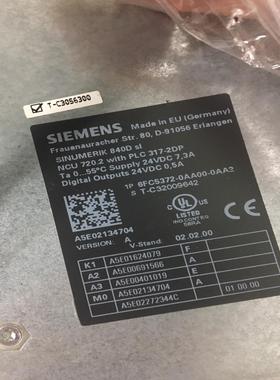 T-C3056300
SIEMENS Made in EU (Germany)
Frauenauracher Str. 80, D-91056 Erlangen
SINUMERIK 840D sl
NCU 720.2 with PLC 317-2DP
Ta 0...55°C Supply 24VDC 7,3A
Digital Outputs 24VDC 0,5A
1P 6FC5372-0AA00-0AA2
S T-C32009642
A5E02134704
VERSION: A V-Stand: 02.02.00
K1 A5E01624079 F
A2 A5E00691566 E
A3 A5E00401019 A
M0 A5E02134704 A 01.00.00
A5E02272344C